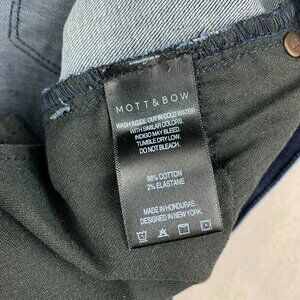 MOTT & BOW
WASH INSIDE OUT IN COLD WATER
WITH SIMILAR COLORS.
INDIGO MAY BLEED.
TUMBLE DRY LOW.
DO NOT BLEACH.
98% COTTON
2% ELASTANE
MADE IN HONDURAS.
DESIGNED IN NEW YORK.